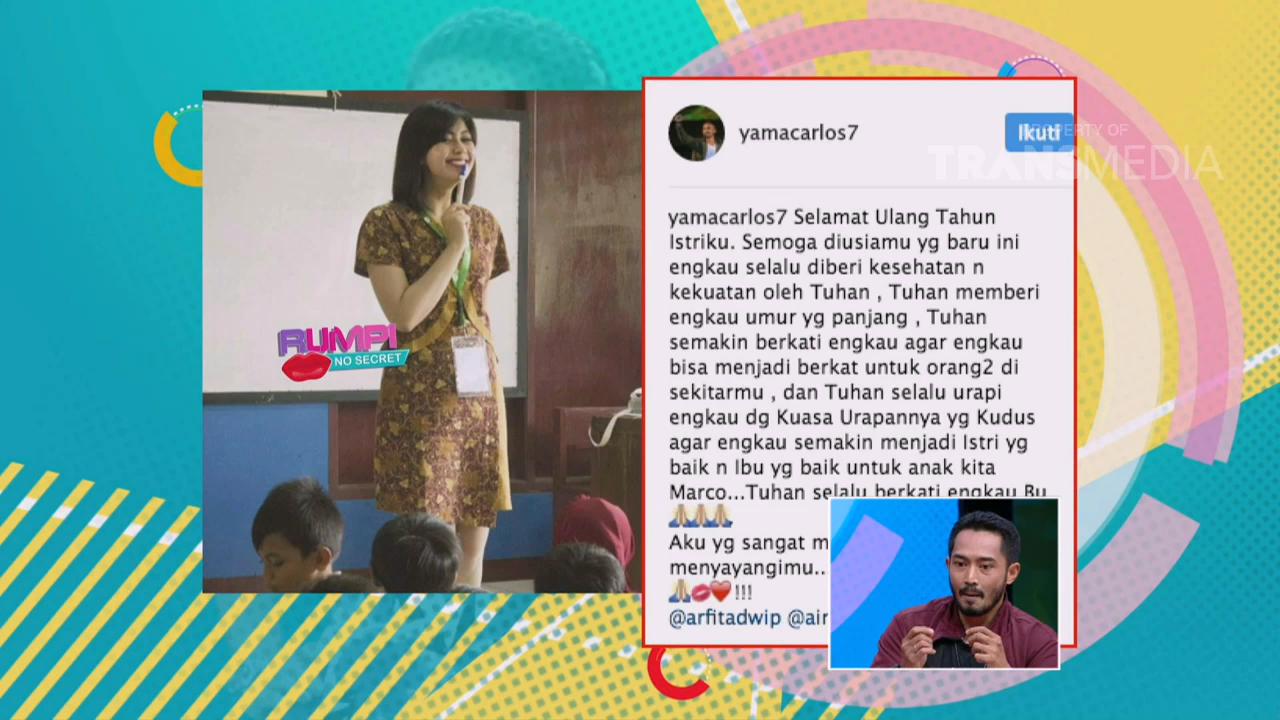 RUMPI
NO SECRET
yamacarlos7
Ikuti
PROPERTY OF
TRANSMEDIA
yamacarlos7 Selamat Ulang Tahun
Istriku. Semoga diusiamu yg baru ini
engkau selalu diberi kesehatan n
kekuatan oleh Tuhan , Tuhan memberi
engkau umur yg panjang , Tuhan
semakin berkati engkau agar engkau
bisa menjadi berkat untuk orang2 di
sekitarmu , dan Tuhan selalu urapi
engkau dg Kuasa Urapannya yg Kudus
agar engkau semakin menjadi Istri yg
baik n Ibu yg baik untuk anak kita
Marco...Tuhan selalu berkati engkau Bu
🙏🙏🙏
Aku yg sangat
menyayangimu..
🙏💋❤️!!!
@arfitadwip